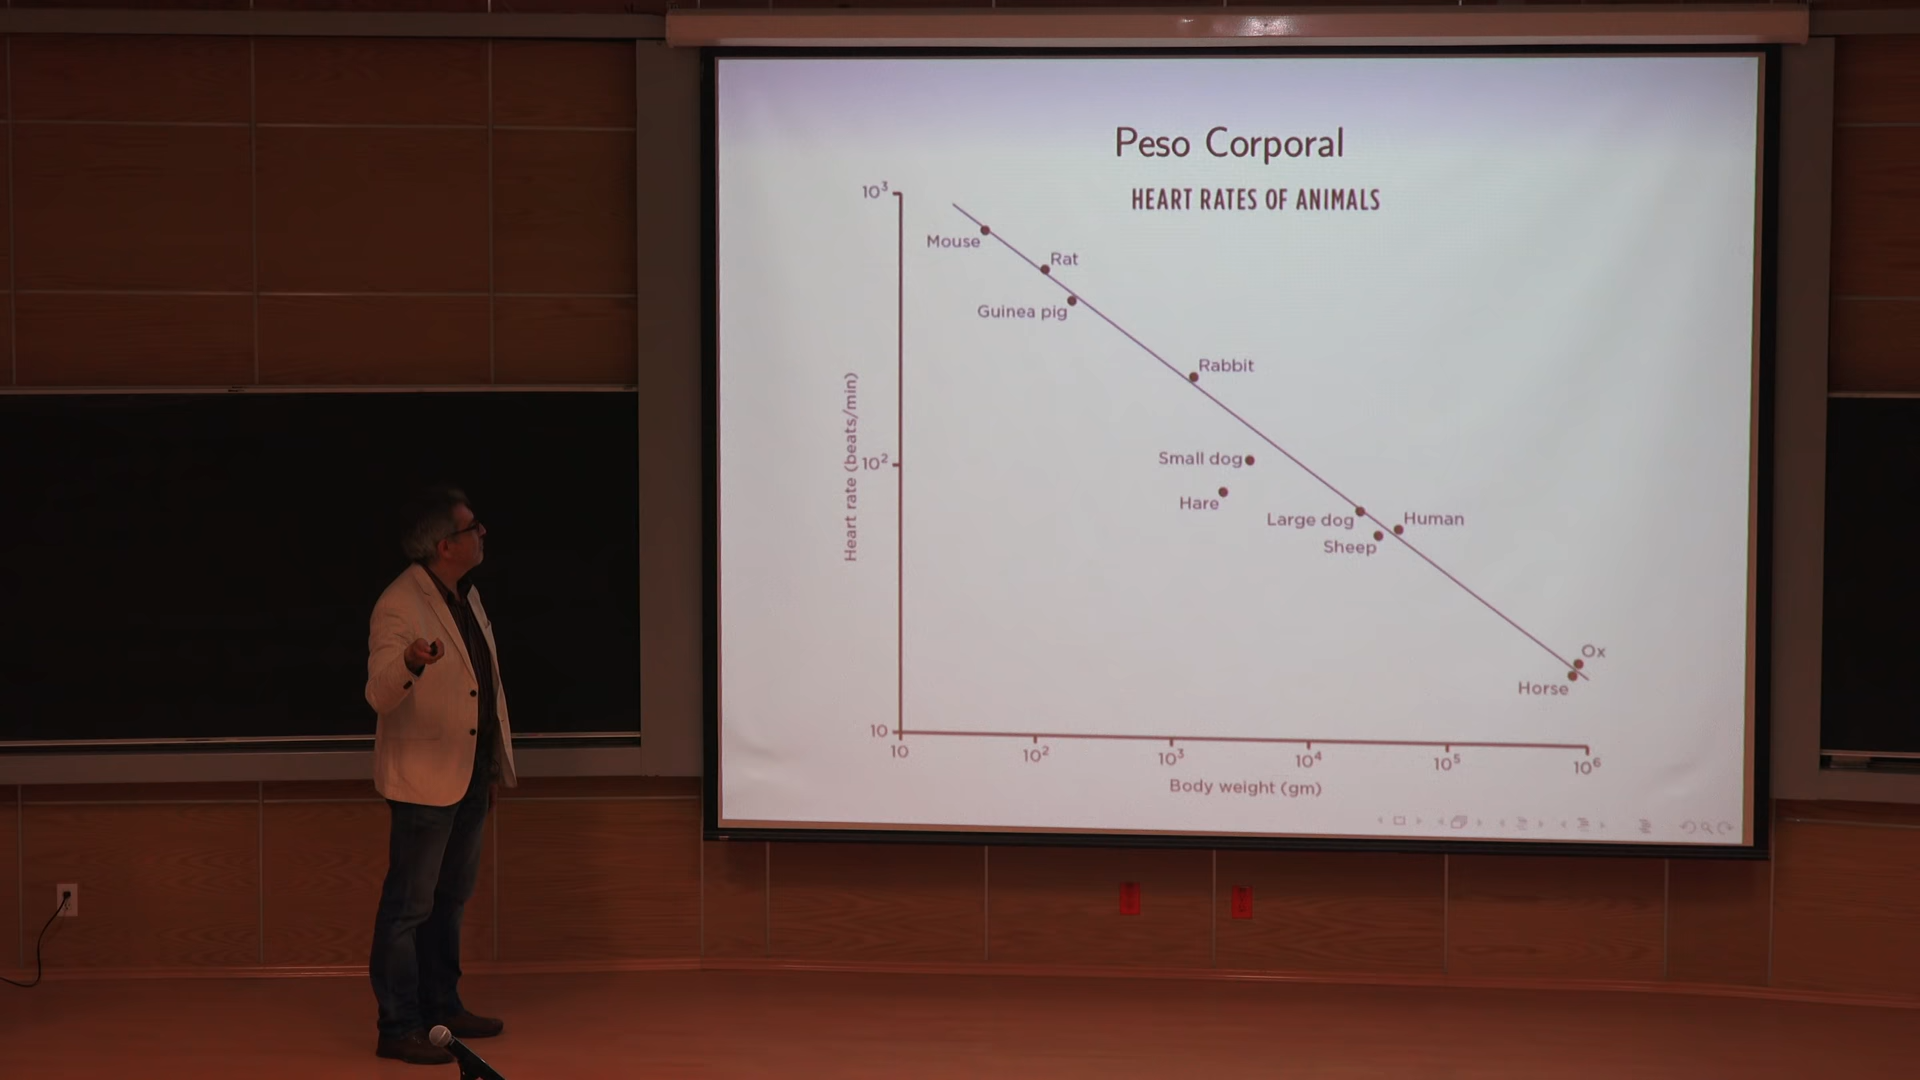 Peso Corporal
HEART RATES OF ANIMALS
10³
Mouse
Rat
Guinea pig
Rabbit
Heart rate (beats/min)
10²
Small dog
Hare
Large dog
Human
Sheep
Ox
Horse
10
10
10²
10³
10⁴
10⁵
10⁶
Body weight (gm)